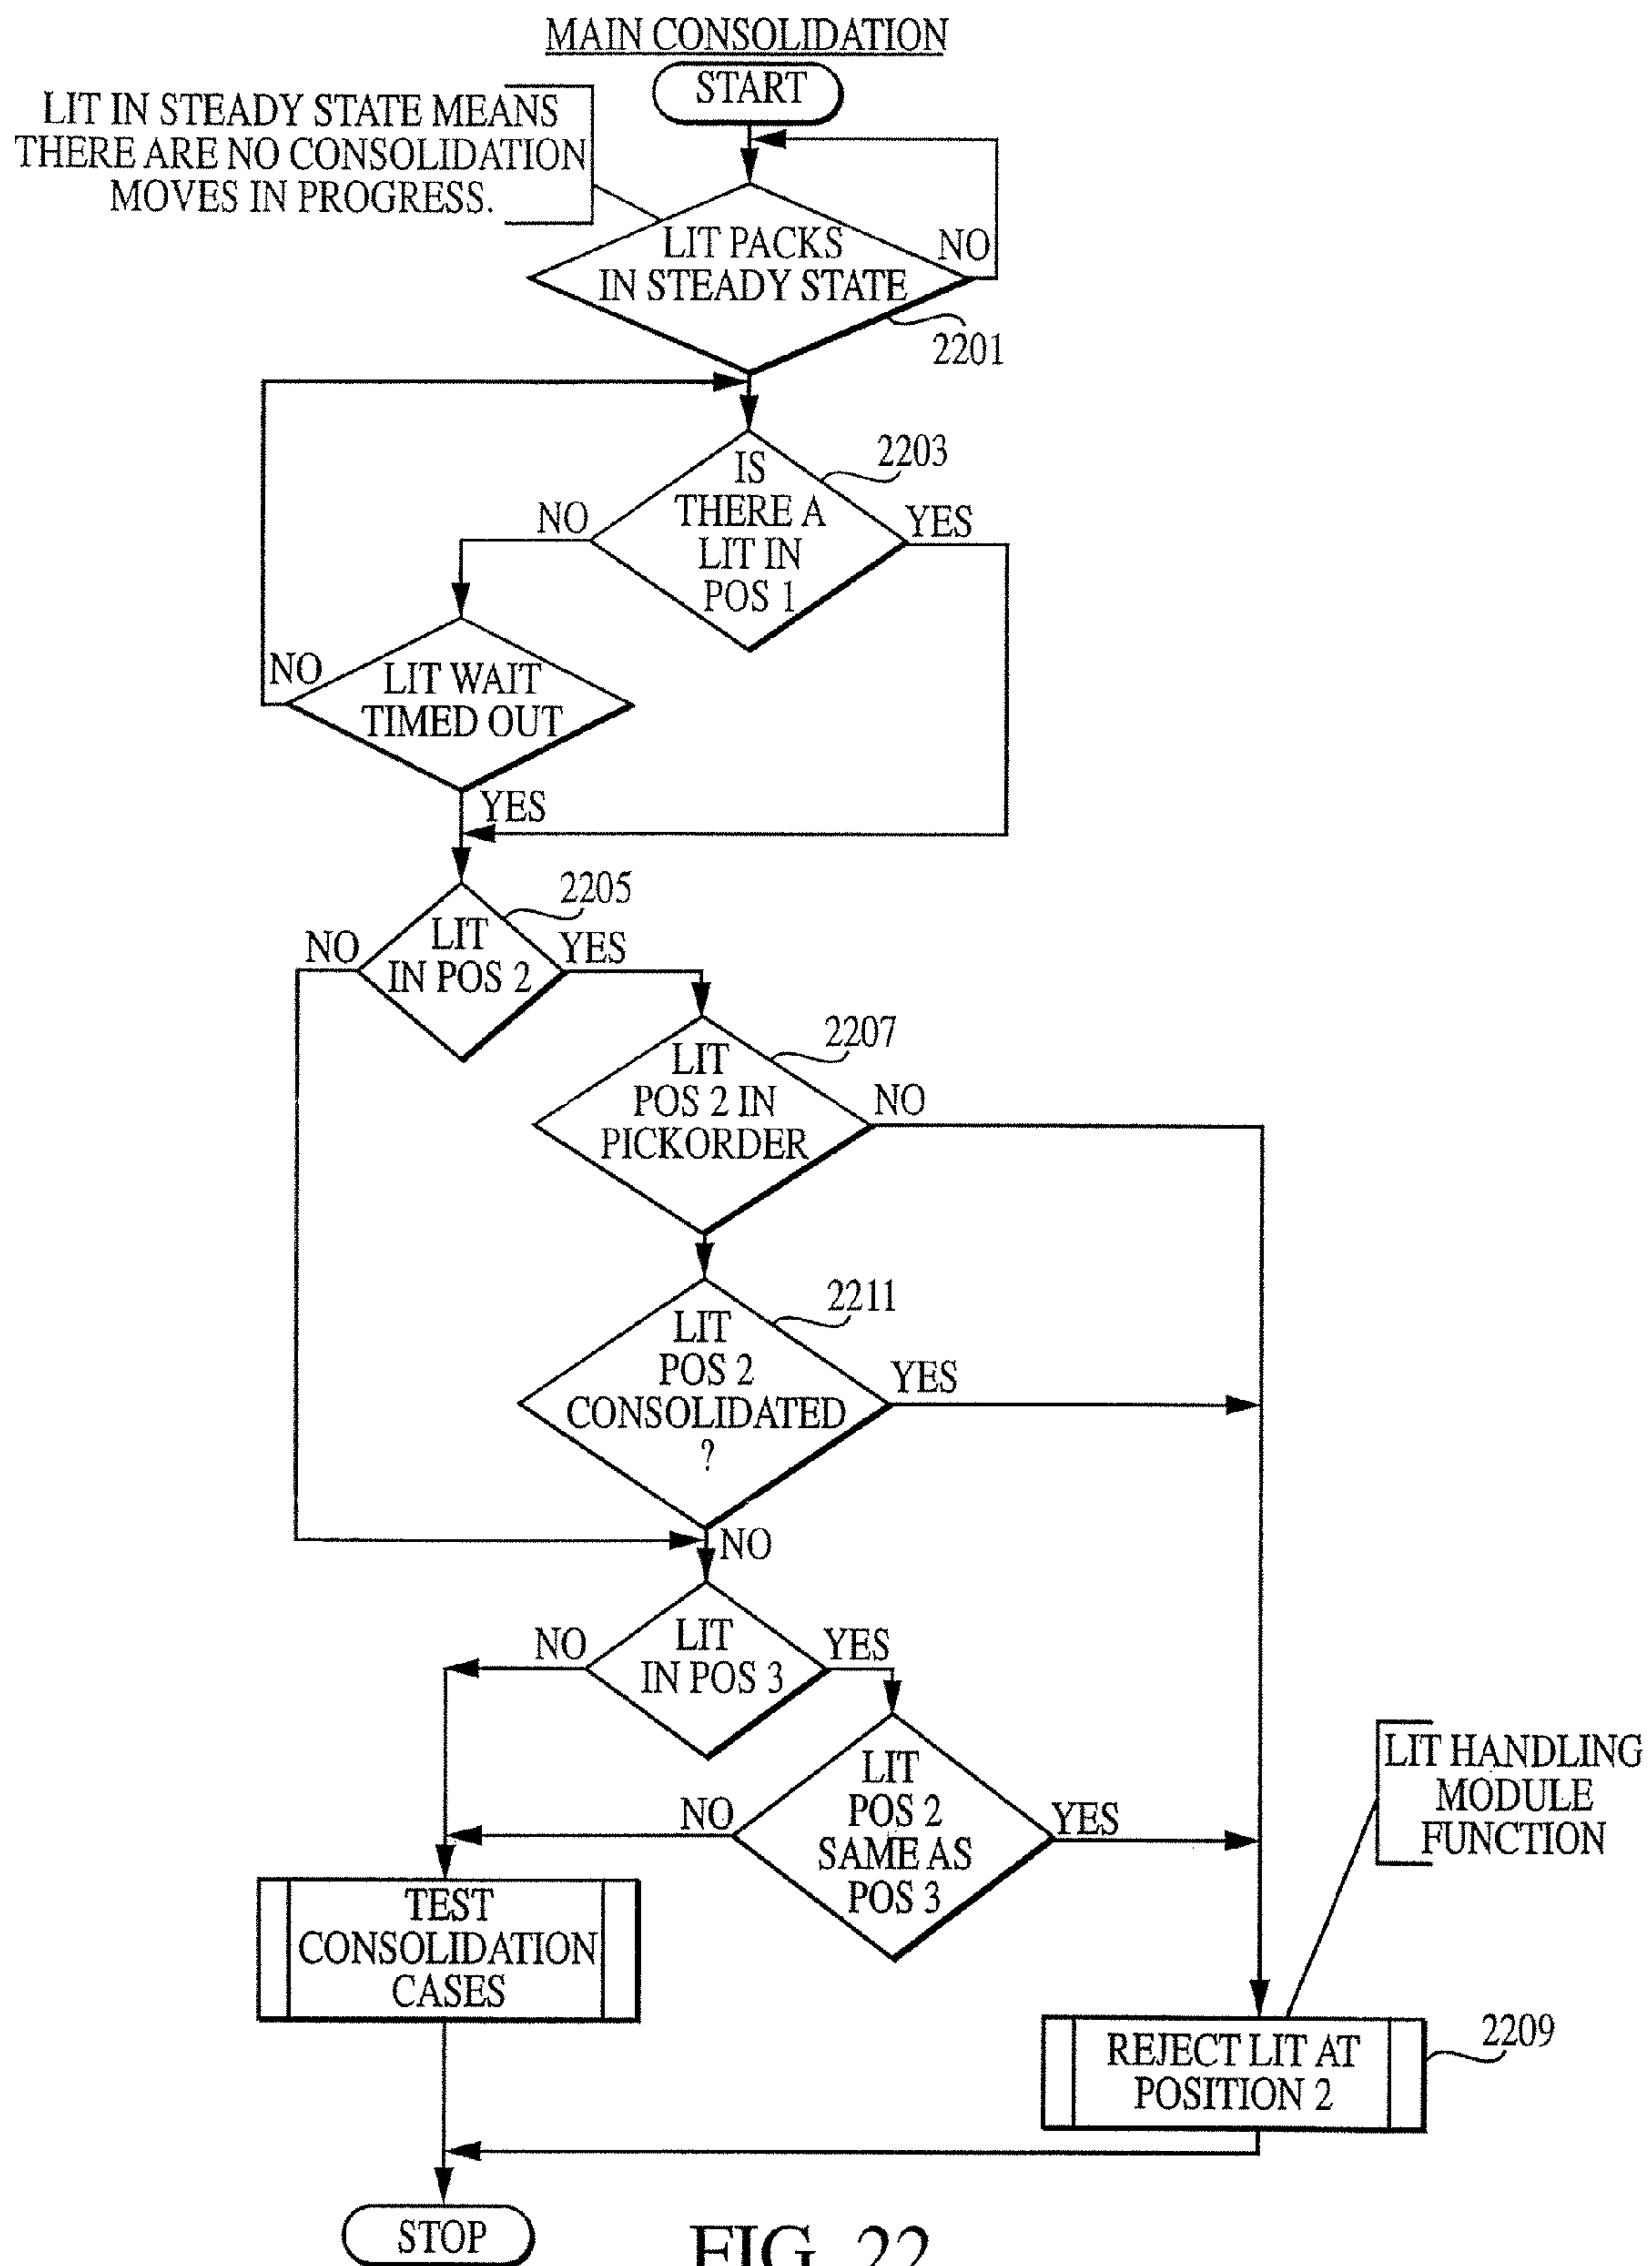 MAIN CONSOLIDATION
START
LIT IN STEADY STATE MEANS
THERE ARE NO CONSOLIDATION
MOVES IN PROGRESS.
LIT PACKS
IN STEADY STATE
NO
2201
2203
IS
THERE A
LIT IN
POS 1
NO
YES
LIT WAIT
TIMED OUT
NO
YES
2205
LIT
IN POS 2
NO
YES
2207
LIT
POS 2 IN
PICKORDER
NO
2211
LIT
POS 2
CONSOLIDATED
?
YES
NO
LIT
IN POS 3
NO
YES
LIT
POS 2
SAME AS
POS 3
NO
YES
LIT HANDLING
MODULE
FUNCTION
TEST
CONSOLIDATION
CASES
REJECT LIT AT
POSITION 2
2209
STOP
FIG. 22